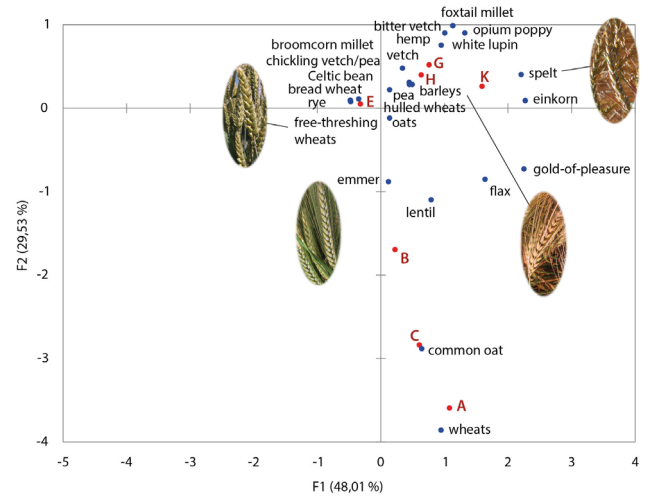 foxtail millet
bitter vetch
opium poppy
hemp
white lupin
broomcorn millet
vetch
G
chickling vetch/pea
H
K
spelt
Celtic bean
bread wheat
pea
barleys
einkorn
rye
E
hulled wheats
free-threshing
wheats
oats
gold-of-pleasure
emmer
flax
lentil
B
C
common oat
A
wheats
1
0
-1
-2
-3
-4
F2 (29,53 %)
-5 -4 -3 -2 -1 0 1 2 3 4
F1 (48,01 %)